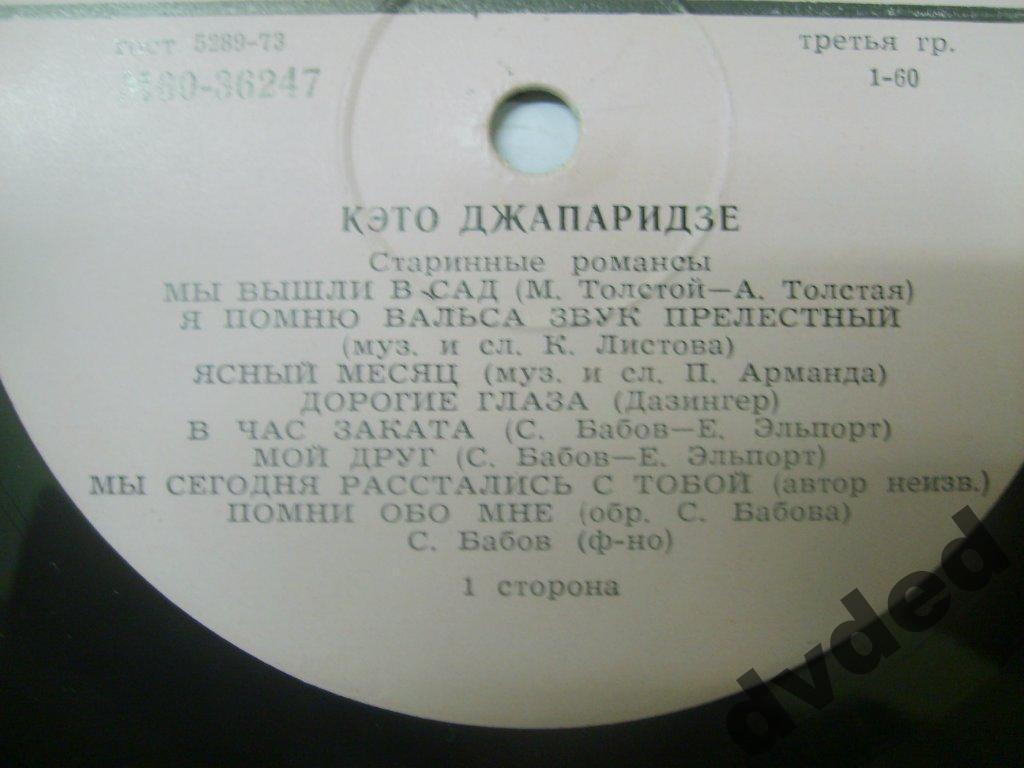 гост 5289-73
М60-36247
третья гр.
1-60
КЭТО ДЖАПАРИДЗЕ
Старинные романсы
МЫ ВЫШЛИ В САД (М. Толстой—А. Толстая)
Я ПОМНЮ ВАЛЬСА ЗВУК ПРЕЛЕСТНЫЙ
(муз. и сл. К. Листова)
ЯСНЫЙ МЕСЯЦ (муз. и сл. П. Арманда)
ДОРОГИЕ ГЛАЗА (Дазингер)
В ЧАС ЗАКАТА (С. Бабов—Е. Эльпорт)
МОЙ ДРУГ (С. Бабов—Е. Эльпорт)
МЫ СЕГОДНЯ РАССТАЛИСЬ С ТОБОЙ (автор неизв.)
ПОМНИ ОБО МНЕ (обр. С. Бабова)
С. Бабов (ф-но)
1 сторона
dvded